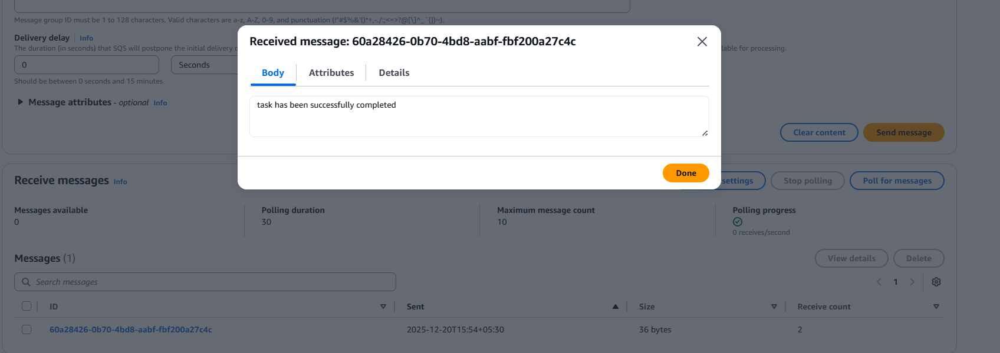 Message group ID must be 1 to 128 characters. Valid characters are a-z, A-Z, 0-9, and punctuation (!"#$%&'()*+,-./:;<=>?@[\]^_`{|}~).
Delivery delay Info
The duration (in seconds) that SQS will postpone the initial delivery
lable for processing.
0 Seconds
Should be between 0 seconds and 15 minutes.
Message attributes - optional Info
Received message: 60a28426-0b70-4bd8-aabf-fbf200a27c4c
Body Attributes Details
task has been successfully completed
Done
Clear content Send message
Receive messages Info
settings Stop polling Poll for messages
Messages available Polling duration Maximum message count Polling progress
0 30 10
0 receives/second
Messages (1) View details Delete
Search messages 1
ID Sent Size Receive count
60a28426-0b70-4bd8-aabf-fbf200a27c4c 2025-12-20T15:54+05:30 36 bytes 2